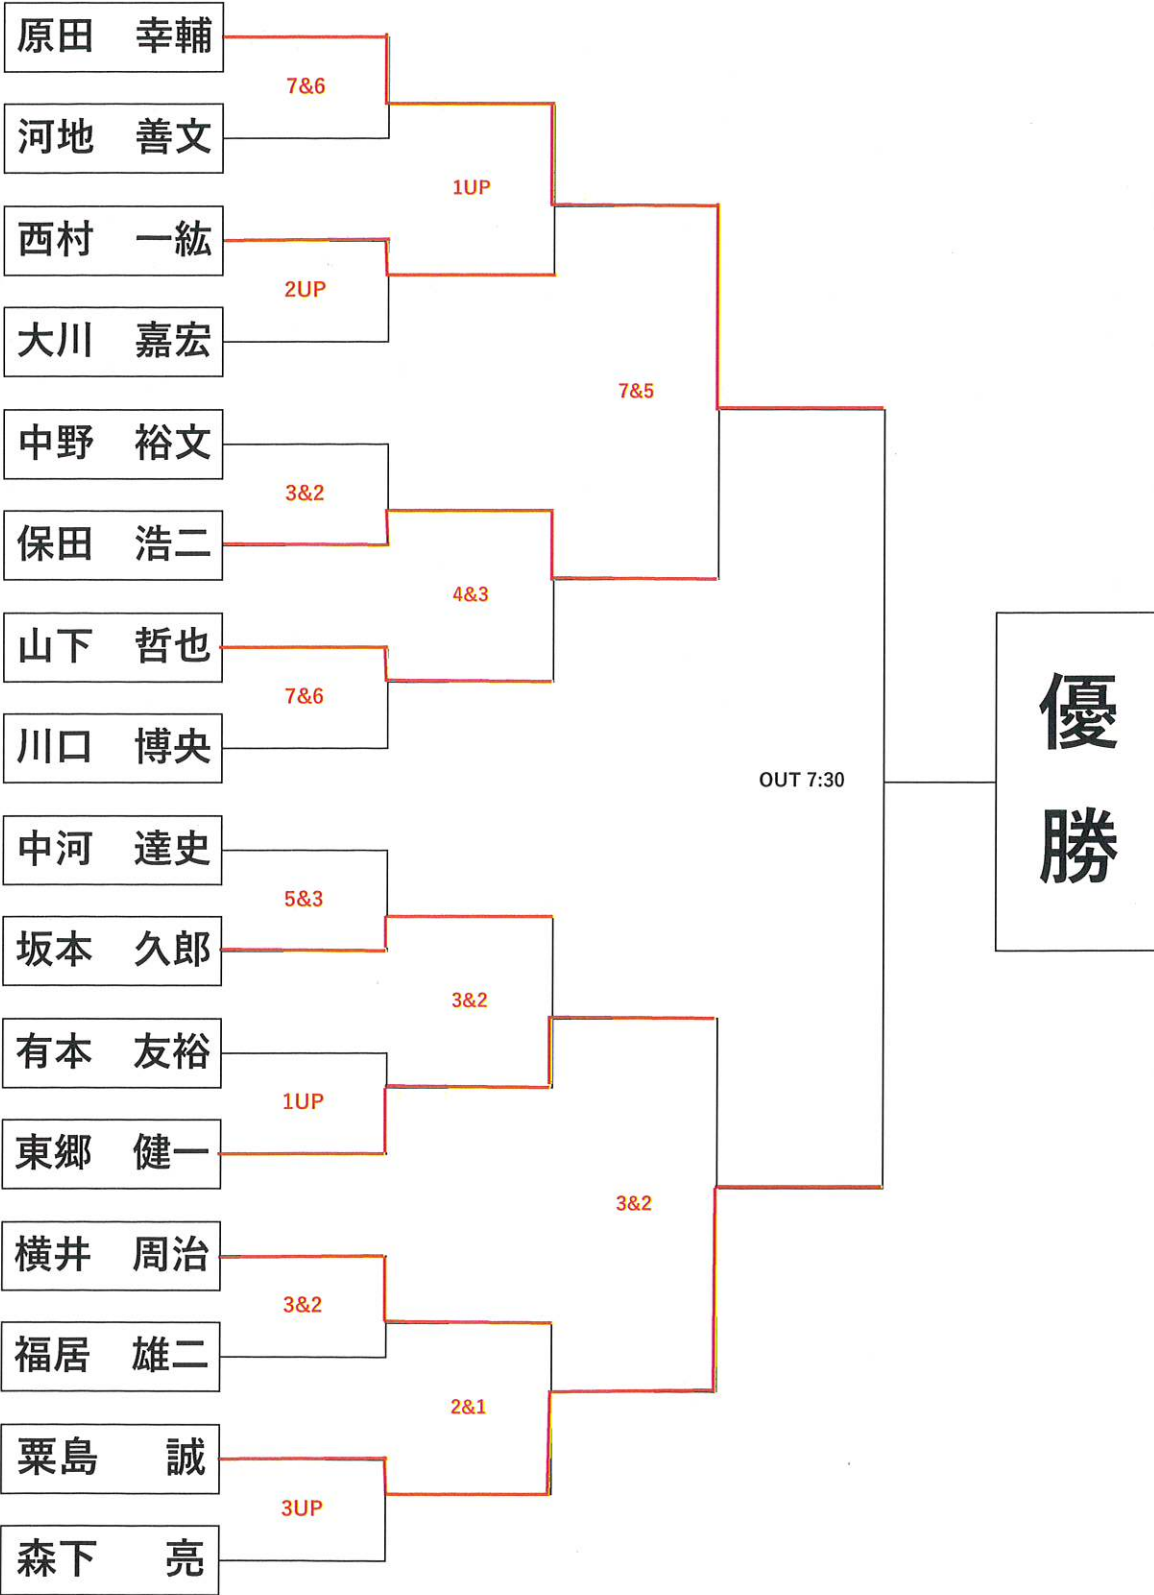 原田　幸輔
7&6
河地　善文
1UP
西村　一紘
2UP
大川　嘉宏
7&5
中野　裕文
3&2
保田　浩二
4&3
山下　哲也
7&6
川口　博央
OUT 7:30
優勝
中河　達史
5&3
坂本　久郎
3&2
有本　友裕
1UP
東郷　健一
3&2
横井　周治
3&2
福居　雄二
2&1
粟島　誠
3UP
森下　亮